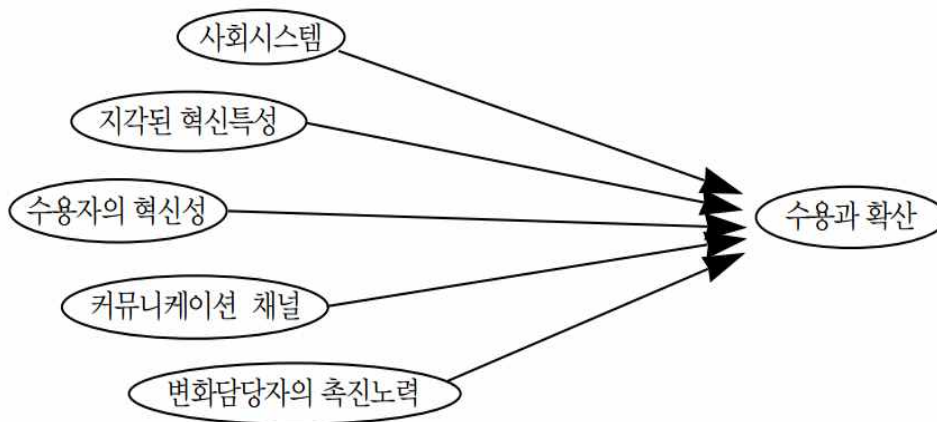 사회시스템
지각된 혁신특성
수용자의 혁신성
수용과 확산
커뮤니케이션 채널
변화담당자의 촉진노력